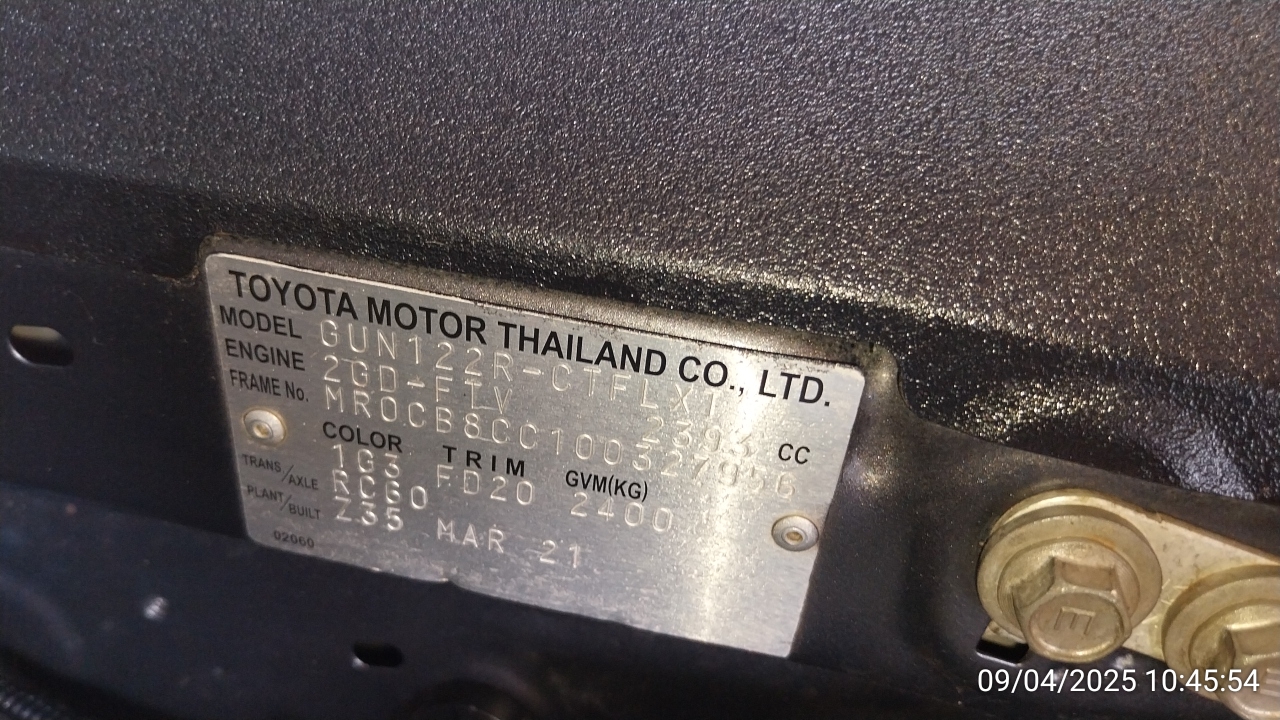 TOYOTA MOTOR THAILAND CO., LTD.
MODEL GUN122R-CTFLXT
ENGINE 2GD-FTV 2393 CC
FRAME No.
COLOR TRIM GVM(KG)
1G3 FD20 2400
TRANS/AXLE RC60
PLANT/BUILT Z35 MAR 21
02060
E
09/04/2025 10:45:54